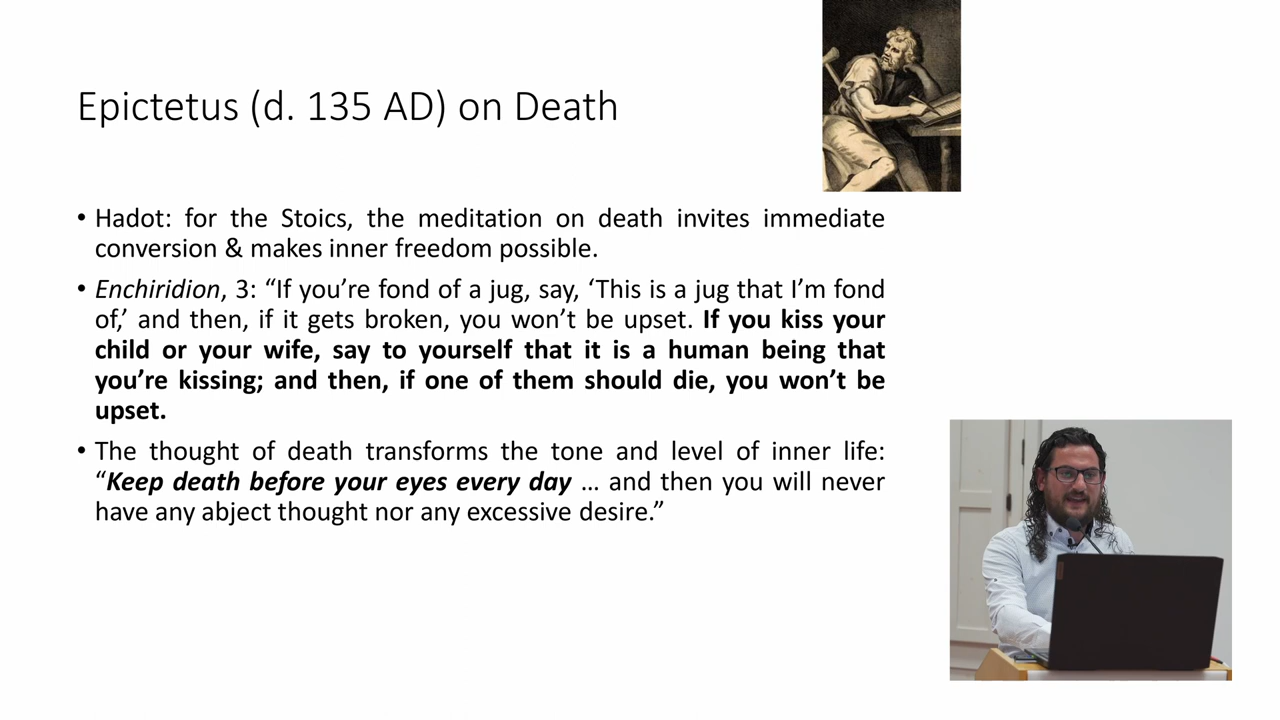 Epictetus (d. 135 AD) on Death
• Hadot: for the Stoics, the meditation on death invites immediate
conversion & makes inner freedom possible.
• Enchiridion, 3: “If you’re fond of a jug, say, ‘This is a jug that I’m fond
of,’ and then, if it gets broken, you won’t be upset. If you kiss your
child or your wife, say to yourself that it is a human being that
you’re kissing; and then, if one of them should die, you won’t be
upset.
• The thought of death transforms the tone and level of inner life:
“Keep death before your eyes every day … and then you will never
have any abject thought nor any excessive desire.”